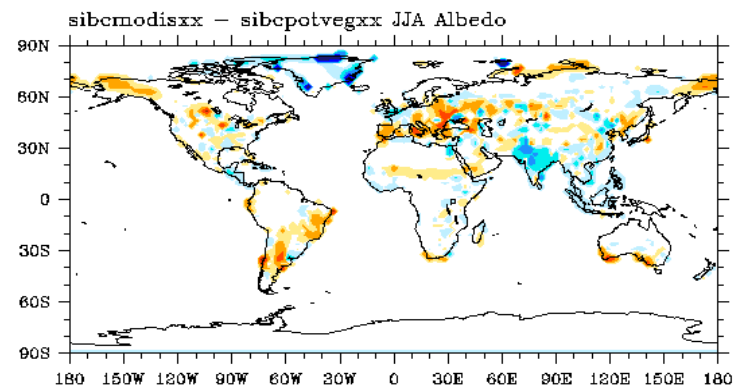 sibcmodisxx – sibcpotvegxx JJA Albedo
90N
60N
30N
0
30S
60S
90S
180 150W 120W 90W 60W 30W 0 30E 60E 90E 120E 150E 180